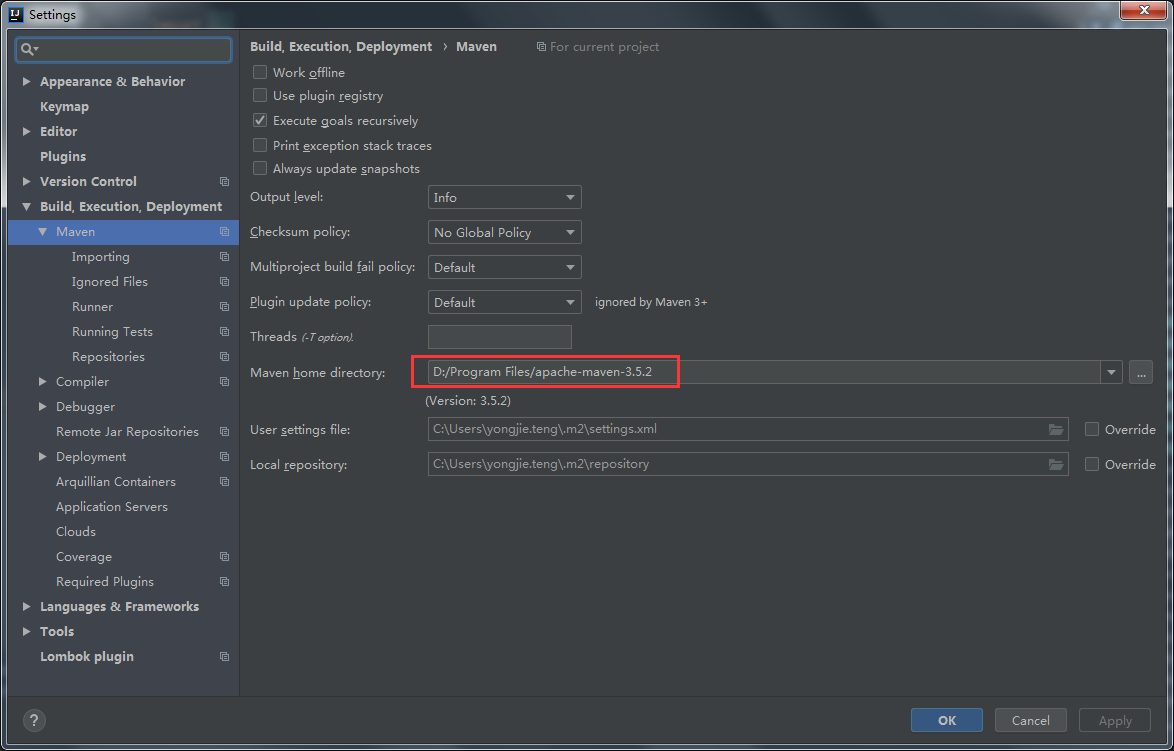 IJ Settings
Appearance & Behavior
Keymap
Editor
Plugins
Version Control
Build, Execution, Deployment
Maven
Importing
Ignored Files
Runner
Running Tests
Repositories
Compiler
Debugger
Remote Jar Repositories
Deployment
Arquillian Containers
Application Servers
Clouds
Coverage
Required Plugins
Languages & Frameworks
Tools
Lombok plugin
Build, Execution, Deployment › Maven For current project
Work offline
Use plugin registry
Execute goals recursively
Print exception stack traces
Always update snapshots
Output level: Info
Checksum policy: No Global Policy
Multiproject build fail policy: Default
Plugin update policy: Default ignored by Maven 3+
Threads (-T option).
Maven home directory: D:/Program Files/apache-maven-3.5.2 ...
(Version: 3.5.2)
User settings file: C:\Users\yongjie.teng\.m2\settings.xml Override
Local repository: C:\Users\yongjie.teng\.m2\repository Override
? OK Cancel Apply